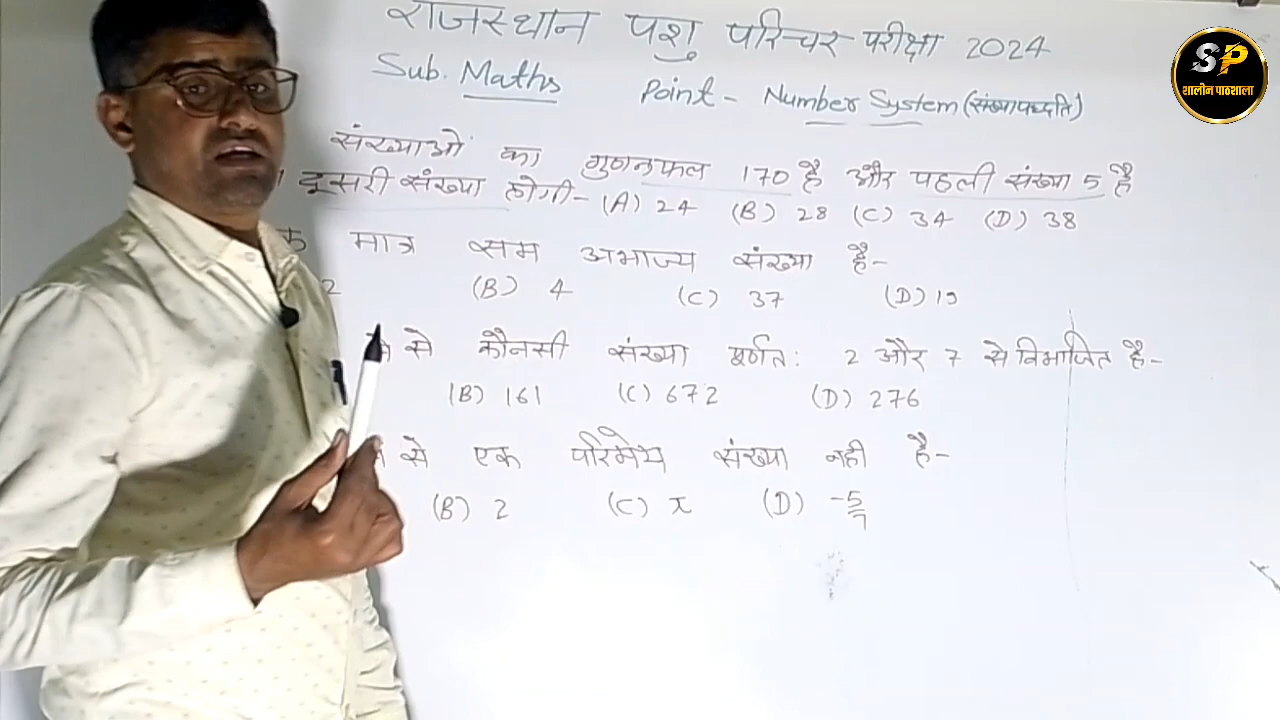 राजस्थान पशु परिचर परीक्षा 2024
Sub. Maths Point - Number System (संख्या पद्धति)
SP
शालीन पाठशाला
संख्याओं का गुणनफल 170 है और पहली संख्या 5 है
दूसरी संख्या होगी- (A) 24 (B) 28 (C) 34 (D) 38
मात्र सम अभाज्य संख्या है-
2 (B) 4 (C) 37 (D) 19
से कौनसी संख्या पूर्णत: 2 और 7 से विभाजित है-
(B) 161 (C) 672 (D) 276
से एक परिमेय संख्या नही है-
(B) 2 (C) π (D) -5/7